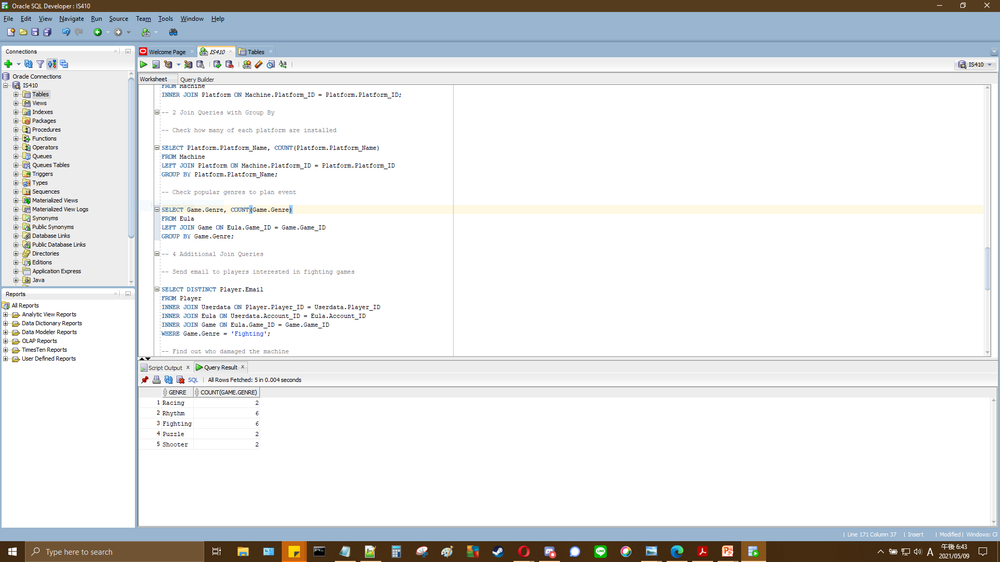 Oracle SQL Developer : IS410
File Edit View Navigate Run Source Team Tools Window Help
Connections
Oracle Connections
IS410
Tables
Views
Indexes
Packages
Procedures
Functions
Operators
Queues
Queues Tables
Triggers
Types
Sequences
Materialized Views
Materialized View Logs
Synonyms
Public Synonyms
Database Links
Public Database Links
Directories
Editions
Application Express
Java
Reports
All Reports
Analytic View Reports
Data Dictionary Reports
Data Modeler Reports
OLAP Reports
TimesTen Reports
User Defined Reports
Welcome Page IS410 Tables
IS410
Worksheet Query Builder
FROM Machine
INNER JOIN Platform ON Machine.Platform_ID = Platform.Platform_ID;
-- 2 Join Queries with Group By
-- Check how many of each platform are installed
SELECT Platform.Platform_Name, COUNT(Platform.Platform_Name)
FROM Machine
LEFT JOIN Platform ON Machine.Platform_ID = Platform.Platform_ID
GROUP BY Platform.Platform_Name;
-- Check popular genres to plan event
SELECT Game.Genre, COUNT(Game.Genre)
FROM Eula
LEFT JOIN Game ON Eula.Game_ID = Game.Game_ID
GROUP BY Game.Genre;
-- 4 Additional Join Queries
-- Send email to players interested in fighting games
SELECT DISTINCT Player.Email
FROM Player
INNER JOIN Userdata ON Player.Player_ID = Userdata.Player_ID
INNER JOIN Eula ON Userdata.Account_ID = Eula.Account_ID
INNER JOIN Game ON Eula.Game_ID = Game.Game_ID
WHERE Game.Genre = 'Fighting';
-- Find out who damaged the machine
Script Output x Query Result x
SQL | All Rows Fetched: 5 in 0.004 seconds
GENRE COUNT(GAME.GENRE)
1 Racing 2
2 Rhythm 6
3 Fighting 6
4 Puzzle 2
5 Shooter 2
| Line 171 Column 37 | Insert | Modified | Windows: CF
Type here to search
A
午後 6:43
2021/05/09